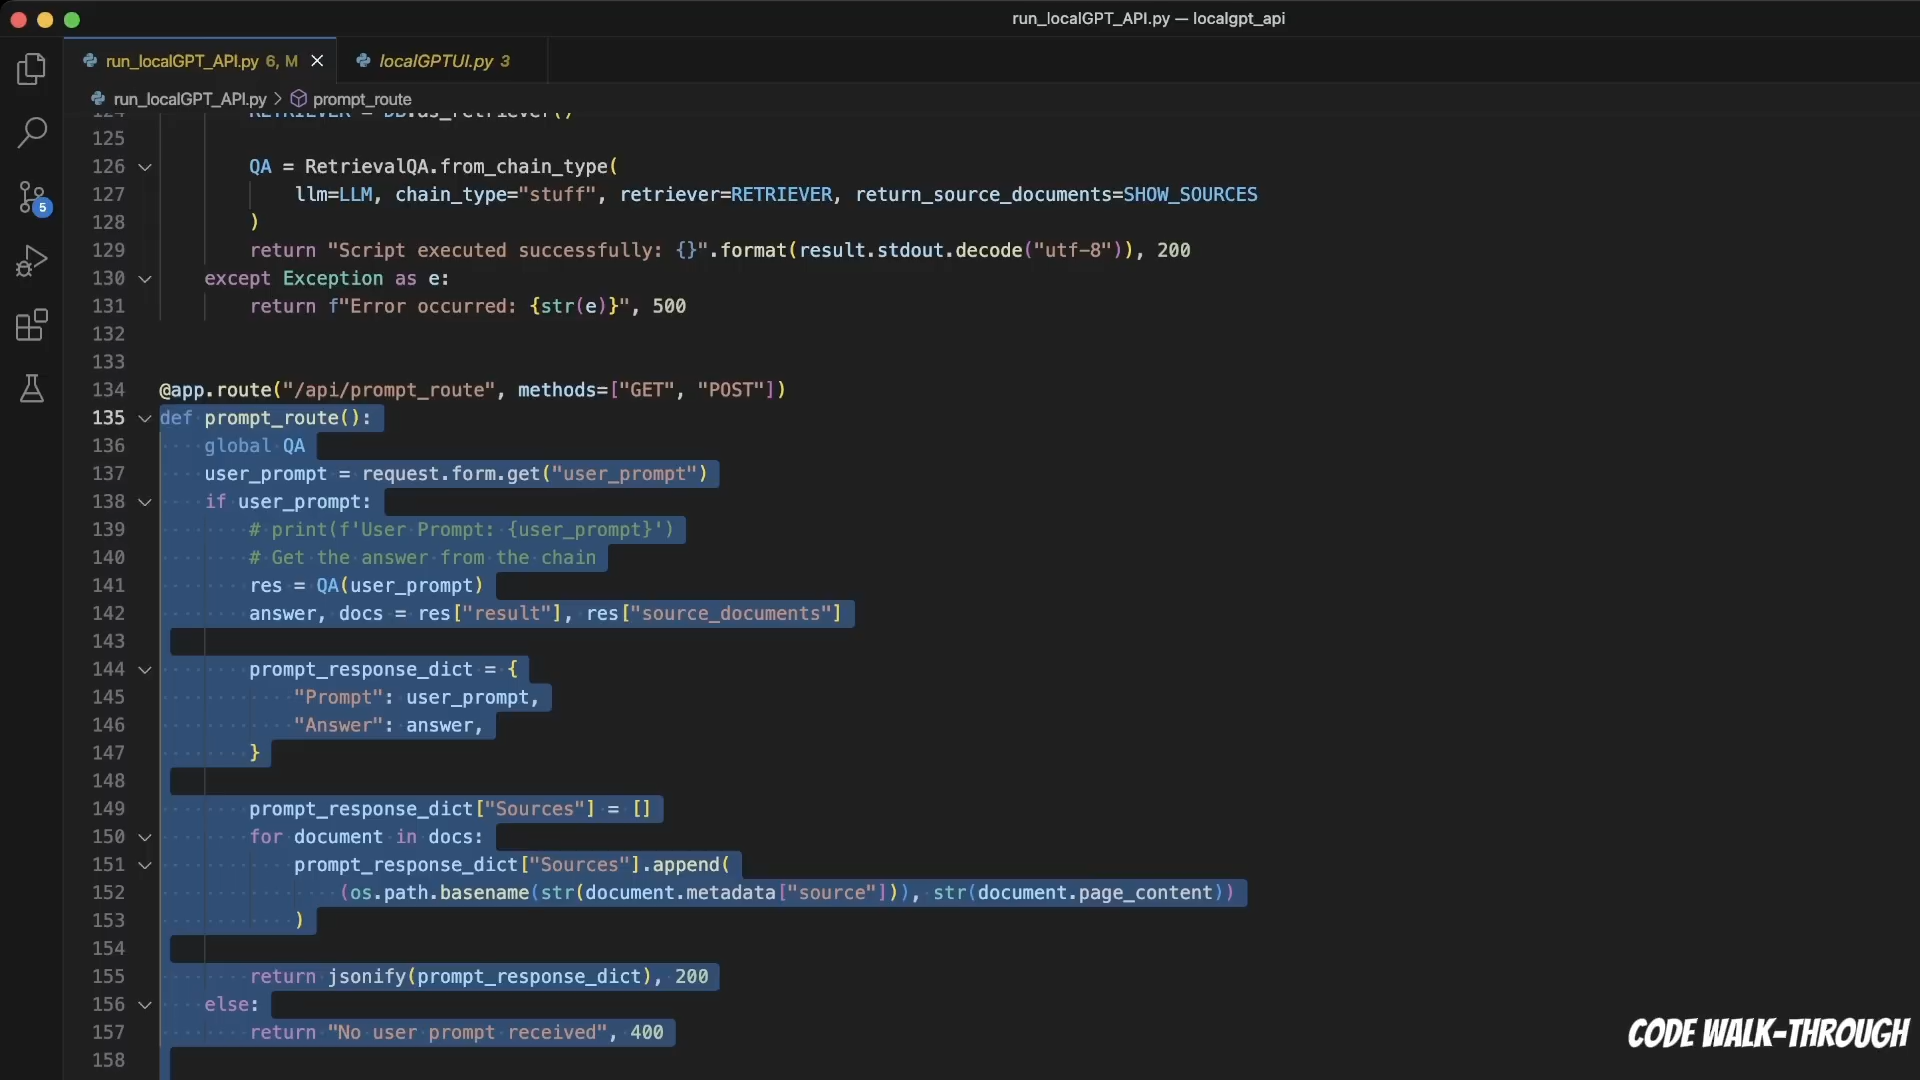 run_localGPT_API.py — localgpt_api
run_localGPT_API.py 6, M
localGPTUI.py 3
run_localGPT_API.py > prompt_route
124 RETRIEVER = DB.as_retriever()
125
126 QA = RetrievalQA.from_chain_type(
127 llm=LLM, chain_type="stuff", retriever=RETRIEVER, return_source_documents=SHOW_SOURCES
128 )
129 return "Script executed successfully: {}".format(result.stdout.decode("utf-8")), 200
130 except Exception as e:
131 return f"Error occurred: {str(e)}", 500
132
133
134 @app.route("/api/prompt_route", methods=["GET", "POST"])
135 def prompt_route():
136 global QA
137 user_prompt = request.form.get("user_prompt")
138 if user_prompt:
139 # print(f'User Prompt: {user_prompt}')
140 # Get the answer from the chain
141 res = QA(user_prompt)
142 answer, docs = res["result"], res["source_documents"]
143
144 prompt_response_dict = {
145 "Prompt": user_prompt,
146 "Answer": answer,
147 }
148
149 prompt_response_dict["Sources"] = []
150 for document in docs:
151 prompt_response_dict["Sources"].append(
152 (os.path.basename(str(document.metadata["source"])), str(document.page_content))
153 )
154
155 return jsonify(prompt_response_dict), 200
156 else:
157 return "No user prompt received", 400
158
5
CODE WALK-THROUGH